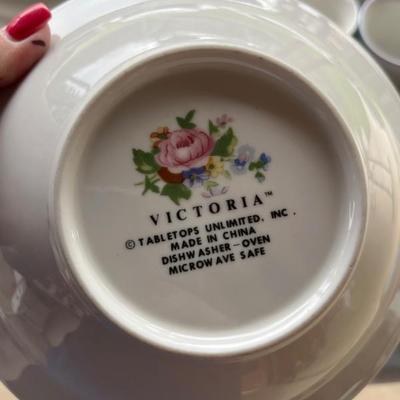 VICTORIA™
© TABLETOPS UNLIMITED, INC.
MADE IN CHINA
DISHWASHER-OVEN
MICROWAVE SAFE